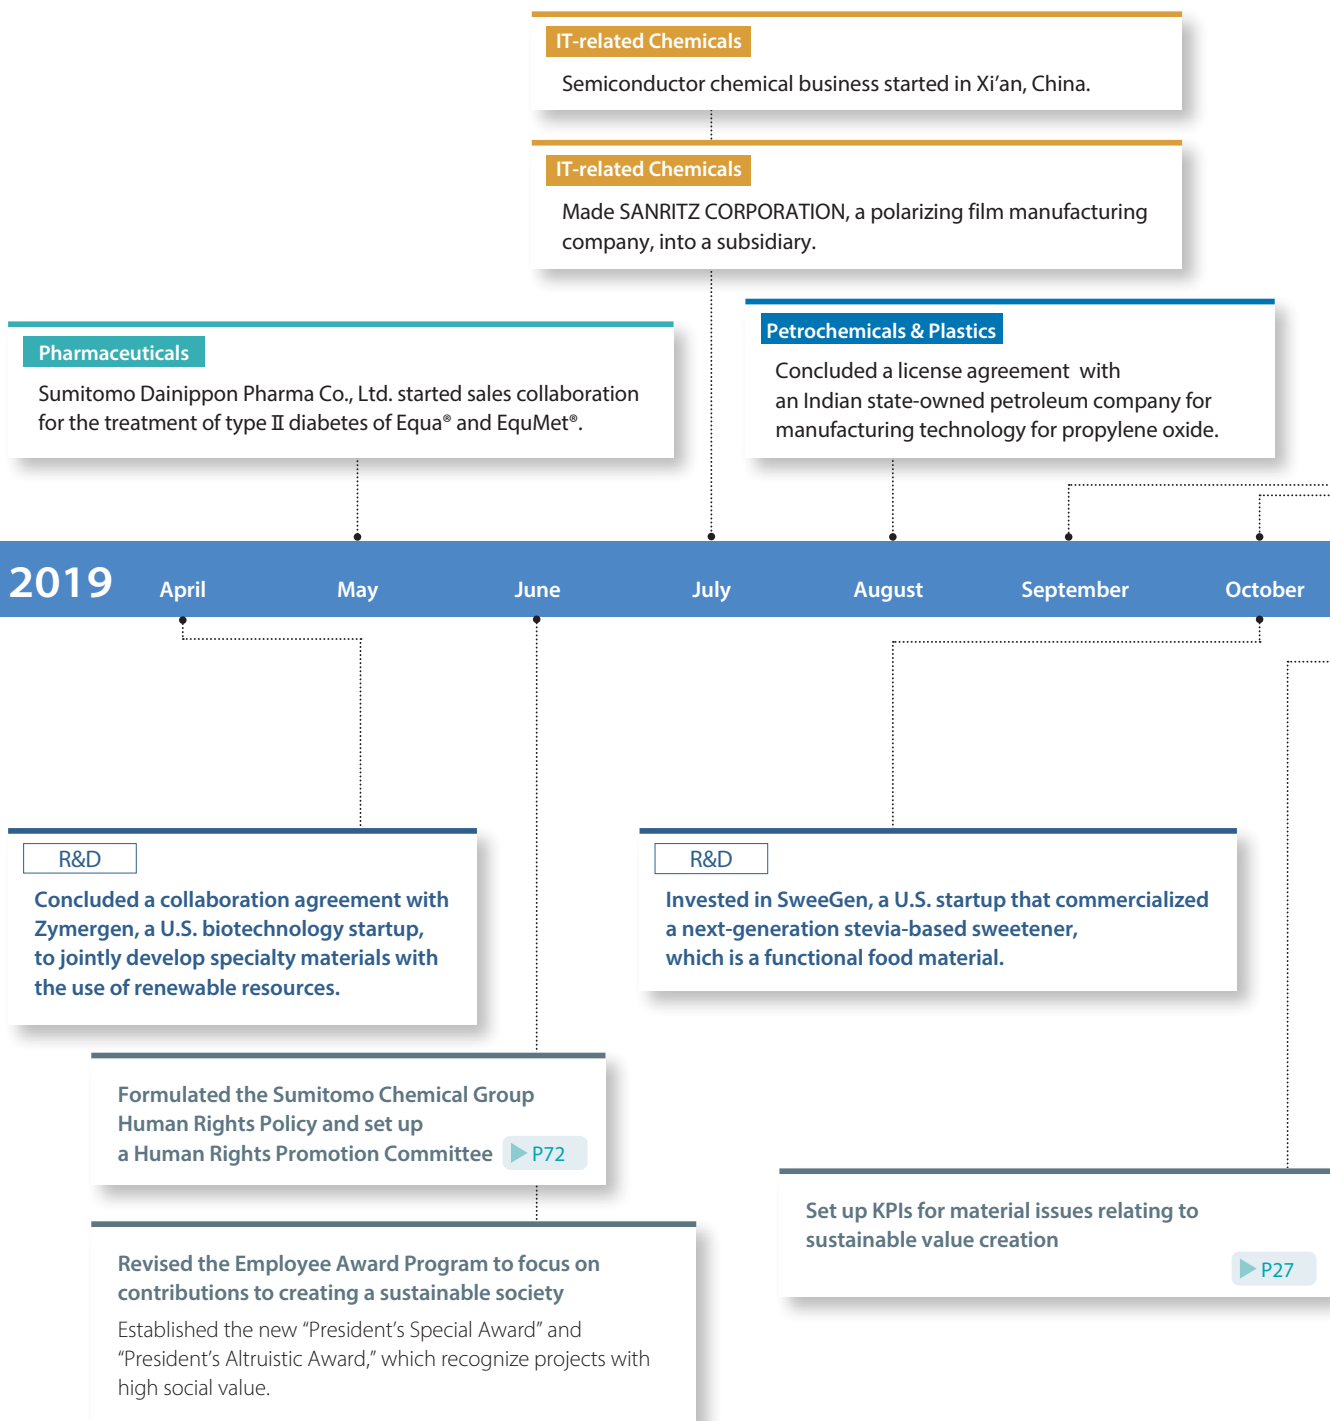 IT-related Chemicals
Semiconductor chemical business started in Xi’an, China.
IT-related Chemicals
Made SANRITZ CORPORATION, a polarizing film manufacturing
company, into a subsidiary.
Pharmaceuticals
Sumitomo Dainippon Pharma Co., Ltd. started sales collaboration
for the treatment of type Ⅱ diabetes of Equa® and EquMet®.
Petrochemicals & Plastics
Concluded a license agreement with
an Indian state-owned petroleum company for
manufacturing technology for propylene oxide.
2019 April May June July August September October
R&D
Concluded a collaboration agreement with
Zymergen, a U.S. biotechnology startup,
to jointly develop specialty materials with
the use of renewable resources.
R&D
Invested in SweeGen, a U.S. startup that commercialized
a next-generation stevia-based sweetener,
which is a functional food material.
Formulated the Sumitomo Chemical Group
Human Rights Policy and set up
a Human Rights Promotion Committee ▶ P72
Set up KPIs for material issues relating to
sustainable value creation
▶ P27
Revised the Employee Award Program to focus on
contributions to creating a sustainable society
Established the new “President’s Special Award” and
“President’s Altruistic Award,” which recognize projects with
high social value.